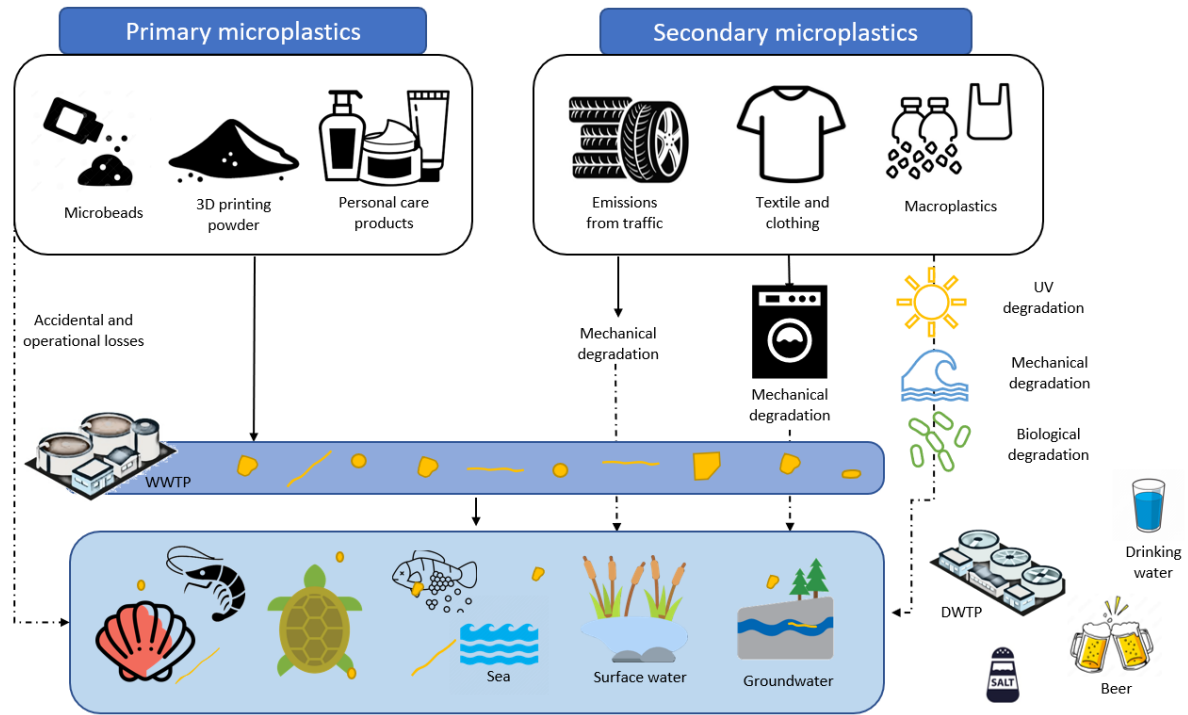 Primary microplastics
Secondary microplastics
Microbeads
3D printing
powder
Personal care
products
Emissions
from traffic
Textile and
clothing
Macroplastics
Accidental and
operational losses
Mechanical
degradation
Mechanical
degradation
UV
degradation
Mechanical
degradation
Biological
degradation
WWTP
Sea
Surface water
Groundwater
DWTP
Drinking
water
SALT
Beer